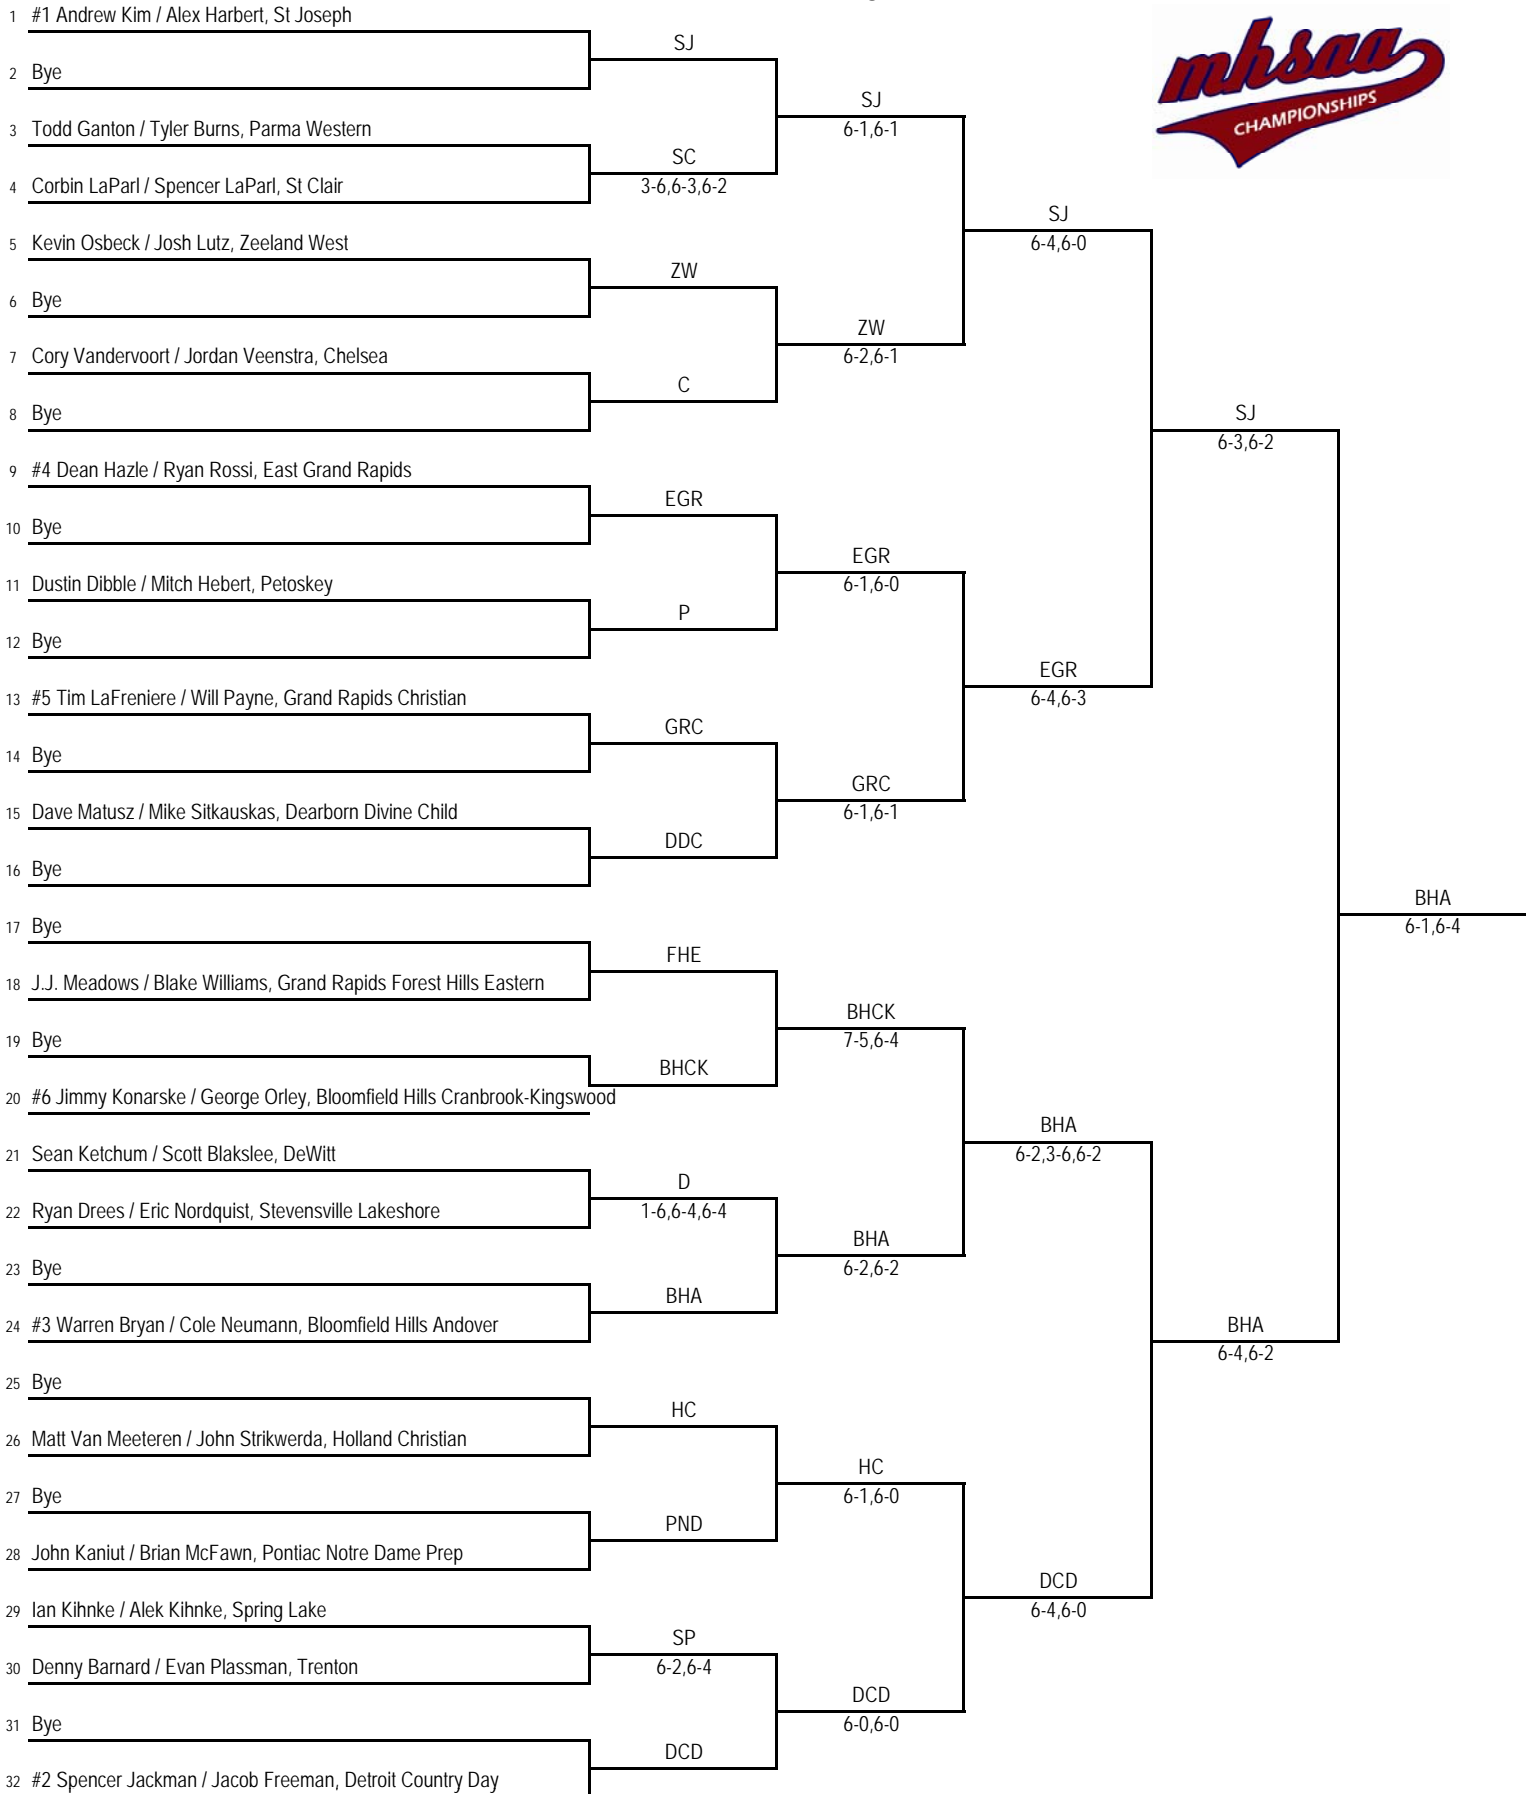 1 #1 Andrew Kim / Alex Harbert, St Joseph
2 Bye
3 Todd Ganton / Tyler Burns, Parma Western
4 Corbin LaParl / Spencer LaParl, St Clair
5 Kevin Osbeck / Josh Lutz, Zeeland West
6 Bye
7 Cory Vandervoort / Jordan Veenstra, Chelsea
8 Bye
9 #4 Dean Hazle / Ryan Rossi, East Grand Rapids
10 Bye
11 Dustin Dibble / Mitch Hebert, Petoskey
12 Bye
13 #5 Tim LaFreniere / Will Payne, Grand Rapids Christian
14 Bye
15 Dave Matusz / Mike Sitkauskas, Dearborn Divine Child
16 Bye
17 Bye
18 J.J. Meadows / Blake Williams, Grand Rapids Forest Hills Eastern
19 Bye
20 #6 Jimmy Konarske / George Orley, Bloomfield Hills Cranbrook-Kingswood
21 Sean Ketchum / Scott Blakslee, DeWitt
22 Ryan Drees / Eric Nordquist, Stevensville Lakeshore
23 Bye
24 #3 Warren Bryan / Cole Neumann, Bloomfield Hills Andover
25 Bye
26 Matt Van Meeteren / John Strikwerda, Holland Christian
27 Bye
28 John Kaniut / Brian McFawn, Pontiac Notre Dame Prep
29 Ian Kihnke / Alek Kihnke, Spring Lake
30 Denny Barnard / Evan Plassman, Trenton
31 Bye
32 #2 Spencer Jackman / Jacob Freeman, Detroit Country Day
SJ
SC
3-6,6-3,6-2
ZW
C
EGR
P
GRC
DDC
FHE
BHCK
D
1-6,6-4,6-4
BHA
HC
PND
SP
6-2,6-4
DCD
SJ
6-1,6-1
ZW
6-2,6-1
EGR
6-1,6-0
GRC
6-1,6-1
BHCK
7-5,6-4
BHA
6-2,6-2
HC
6-1,6-0
DCD
6-0,6-0
SJ
6-4,6-0
EGR
6-4,6-3
BHA
6-2,3-6,6-2
DCD
6-4,6-0
SJ
6-3,6-2
BHA
6-4,6-2
BHA
6-1,6-4
mhsaa
CHAMPIONSHIPS